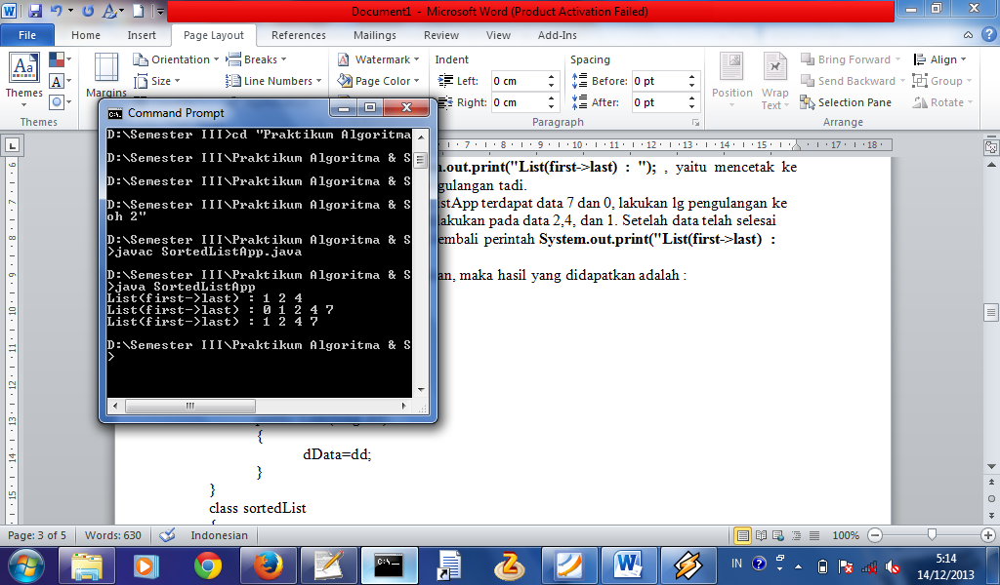 Document1 - Microsoft Word (Product Activation Failed)
File Home Insert Page Layout References Mailings Review View Add-Ins
Orientation Breaks Watermark Indent Spacing Bring Forward Align
Themes Margins Size Line Numbers Page Color Left: 0 cm Before: 0 pt Position Wrap Text Send Backward Group
Right: 0 cm After: 0 pt Selection Pane Rotate
Themes Paragraph Arrange
Command Prompt
D:\Semester III>cd "Praktikum Algoritma
D:\Semester III\Praktikum Algoritma & S
D:\Semester III\Praktikum Algoritma & S
D:\Semester III\Praktikum Algoritma & S
oh 2"
D:\Semester III\Praktikum Algoritma & S
>javac SortedListApp.java
D:\Semester III\Praktikum Algoritma & S
>java SortedListApp
List(first->last) : 1 2 4
List(first->last) : 0 1 2 4 7
List(first->last) : 1 2 4 7
D:\Semester III\Praktikum Algoritma & S
>
7 8 9 10 11 12 13 14 15 17 18
m.out.print("List(first->last) : "); , yaitu mencetak ke
ngulangan tadi.
istApp terdapat data 7 dan 0, lakukan lg pengulangan ke
lakukan pada data 2,4, dan 1. Setelah data telah selesai
embali perintah System.out.print("List(first->last) :
an, maka hasil yang didapatkan adalah :
{
dData=dd;
}
}
class sortedList
Page: 3 of 5 Words: 630 Indonesian 100%
IN 5:14
14/12/2013